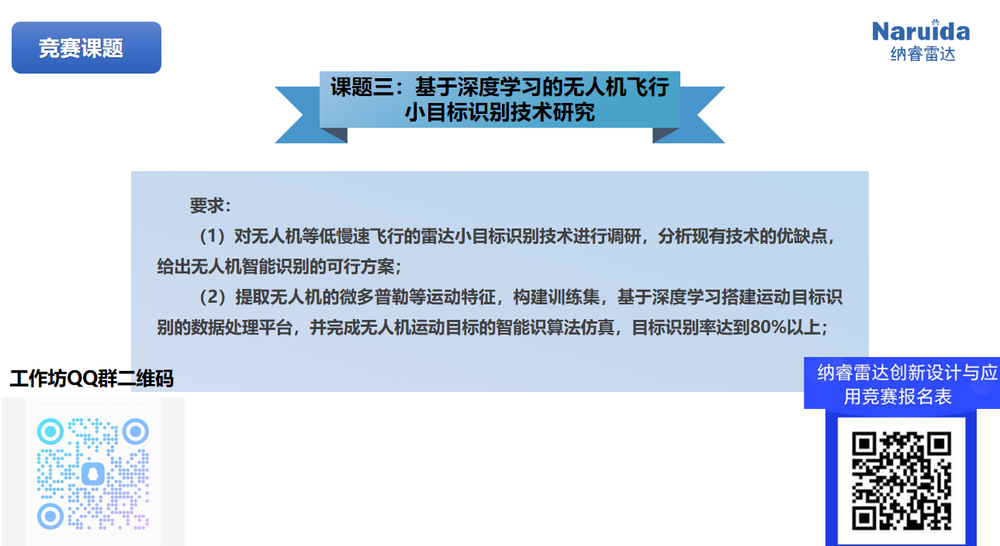 竞赛课题
Naruida
纳睿雷达
课题三：基于深度学习的无人机飞行
小目标识别技术研究
要求：
（1）对无人机等低慢速飞行的雷达小目标识别技术进行调研，分析现有技术的优缺点，
给出无人机智能识别的可行方案；
（2）提取无人机的微多普勒等运动特征，构建训练集，基于深度学习搭建运动目标识
别的数据处理平台，并完成无人机运动目标的智能识算法仿真，目标识别率达到80%以上；
工作坊QQ群二维码
纳睿雷达创新设计与应
用竞赛报名表